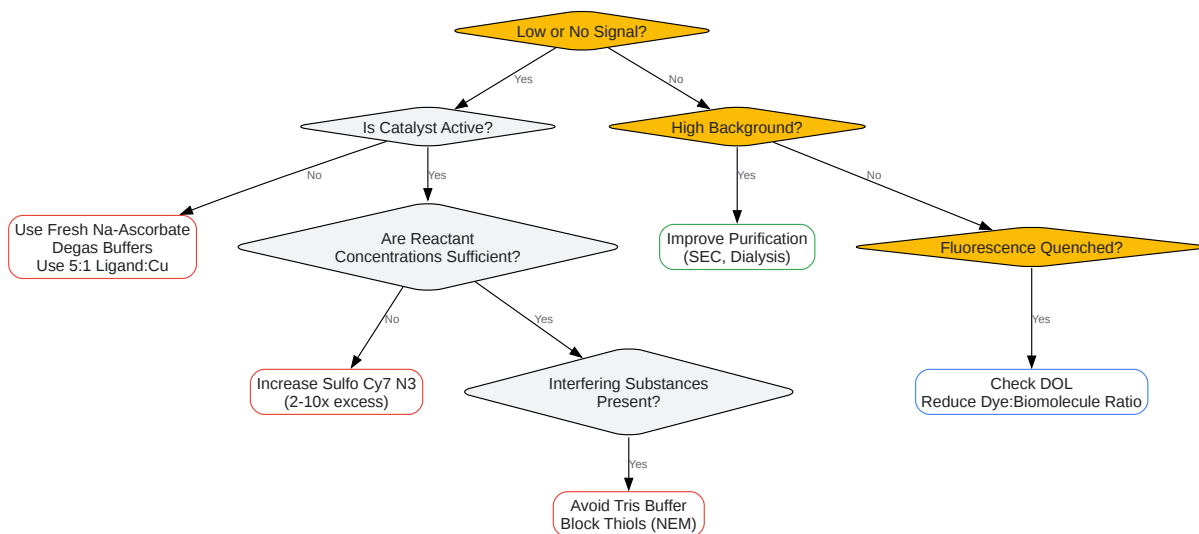 Low or No Signal?
Yes
No
Is Catalyst Active?
High Background?
No
Yes
Yes
No
Use Fresh Na-Ascorbate
Degas Buffers
Use 5:1 Ligand:Cu
Are Reactant
Concentrations Sufficient?
Improve Purification
(SEC, Dialysis)
Fluorescence Quenched?
No
Yes
Yes
Increase Sulfo Cy7 N3
(2-10x excess)
Interfering Substances
Present?
Check DOL
Reduce Dye:Biomolecule Ratio
Yes
Avoid Tris Buffer
Block Thiols (NEM)